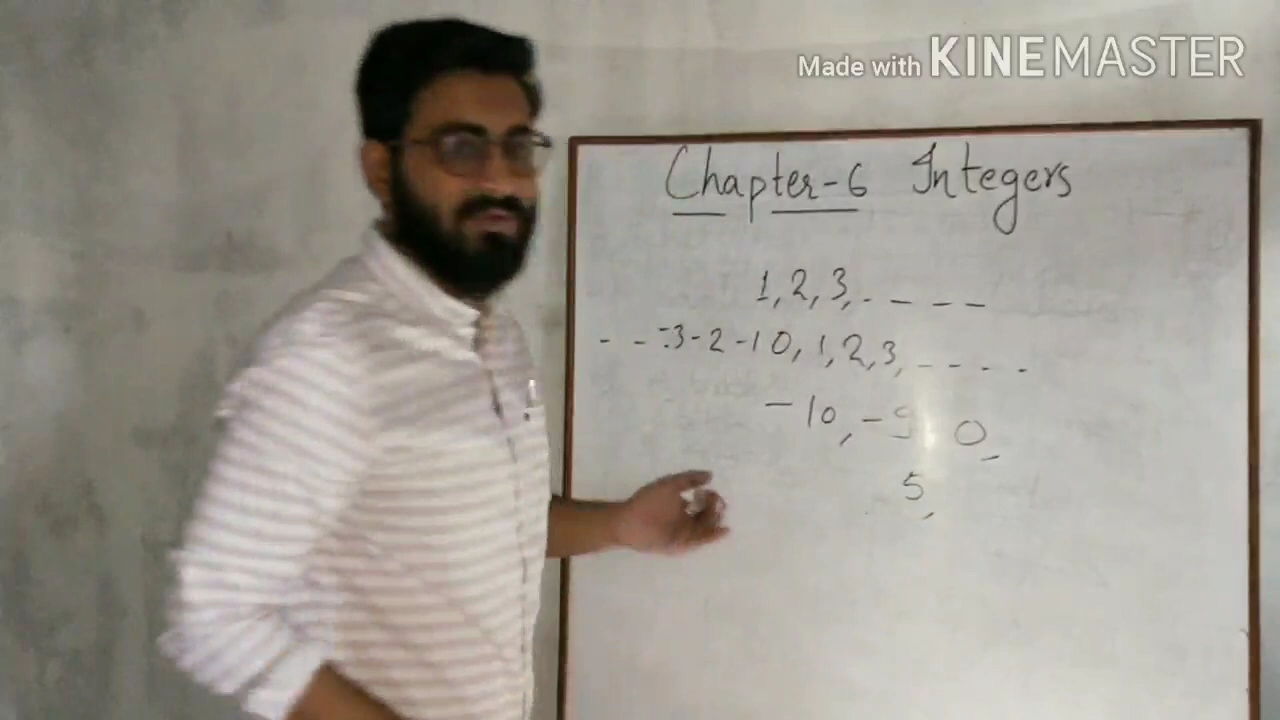 Made with KINEMASTER
Chapter-6 Integers
1, 2, 3, - - - -
- - -3 -2 -1 0, 1, 2, 3, - - - -
-10, -9 0,
5,